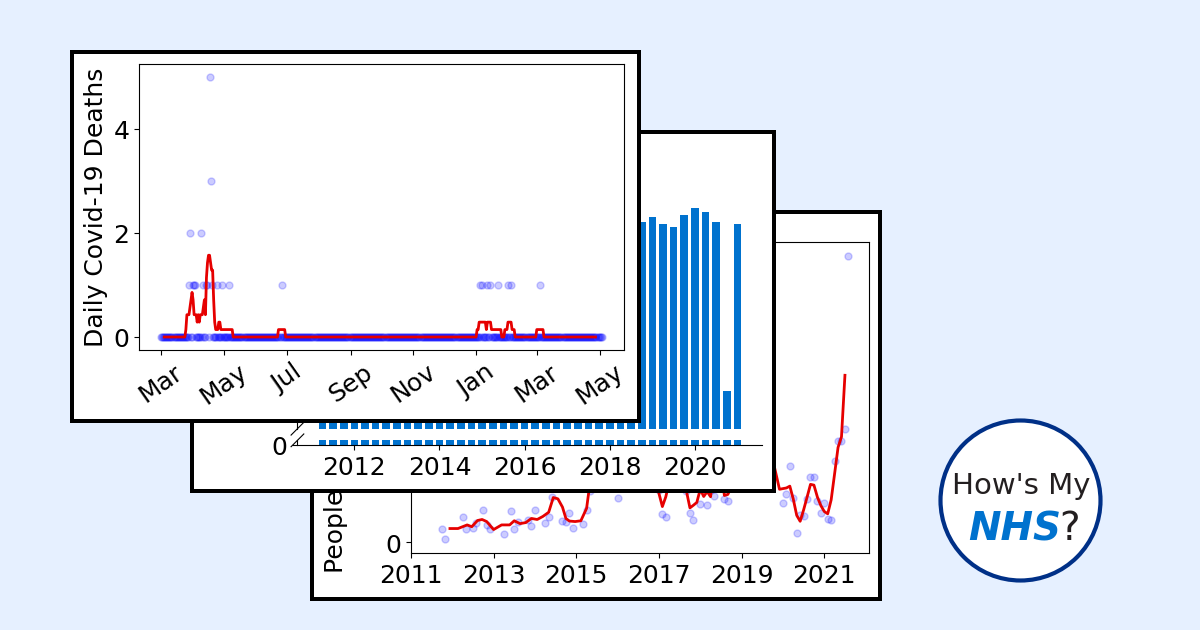 Daily Covid-19 Deaths
4
2
0
Mar May Jul Sep Nov Jan Mar May
0
2012 2014 2016 2018 2020
People
0
2011 2013 2015 2017 2019 2021
How's My
NHS?